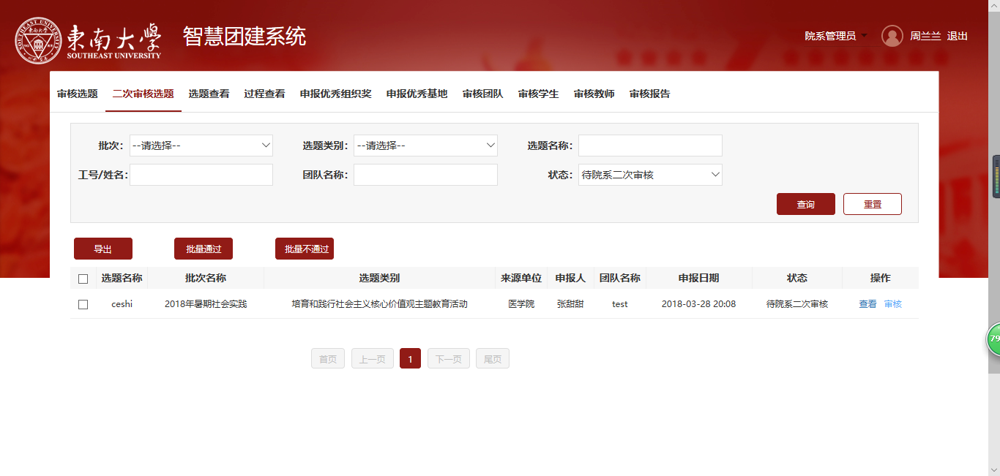 東南大學
SOUTHEAST UNIVERSITY
智慧团建系统
院系管理员 周兰兰 退出
审核选题 二次审核选题 选题查看 过程查看 申报优秀组织奖 申报优秀基地 审核团队 审核学生 审核教师 审核报告
批次： --请选择-- 选题类别： --请选择-- 选题名称：
工号/姓名： 团队名称： 状态： 待院系二次审核
查询 重置
导出 批量通过 批量不通过
选题名称 批次名称 选题类别 来源单位 申报人 团队名称 申报日期 状态 操作
ceshi 2018年暑期社会实践 培育和践行社会主义核心价值观主题教育活动 医学院 张甜甜 test 2018-03-28 20:08 待院系二次审核 查看 审核
79
首页 上一页 1 下一页 尾页